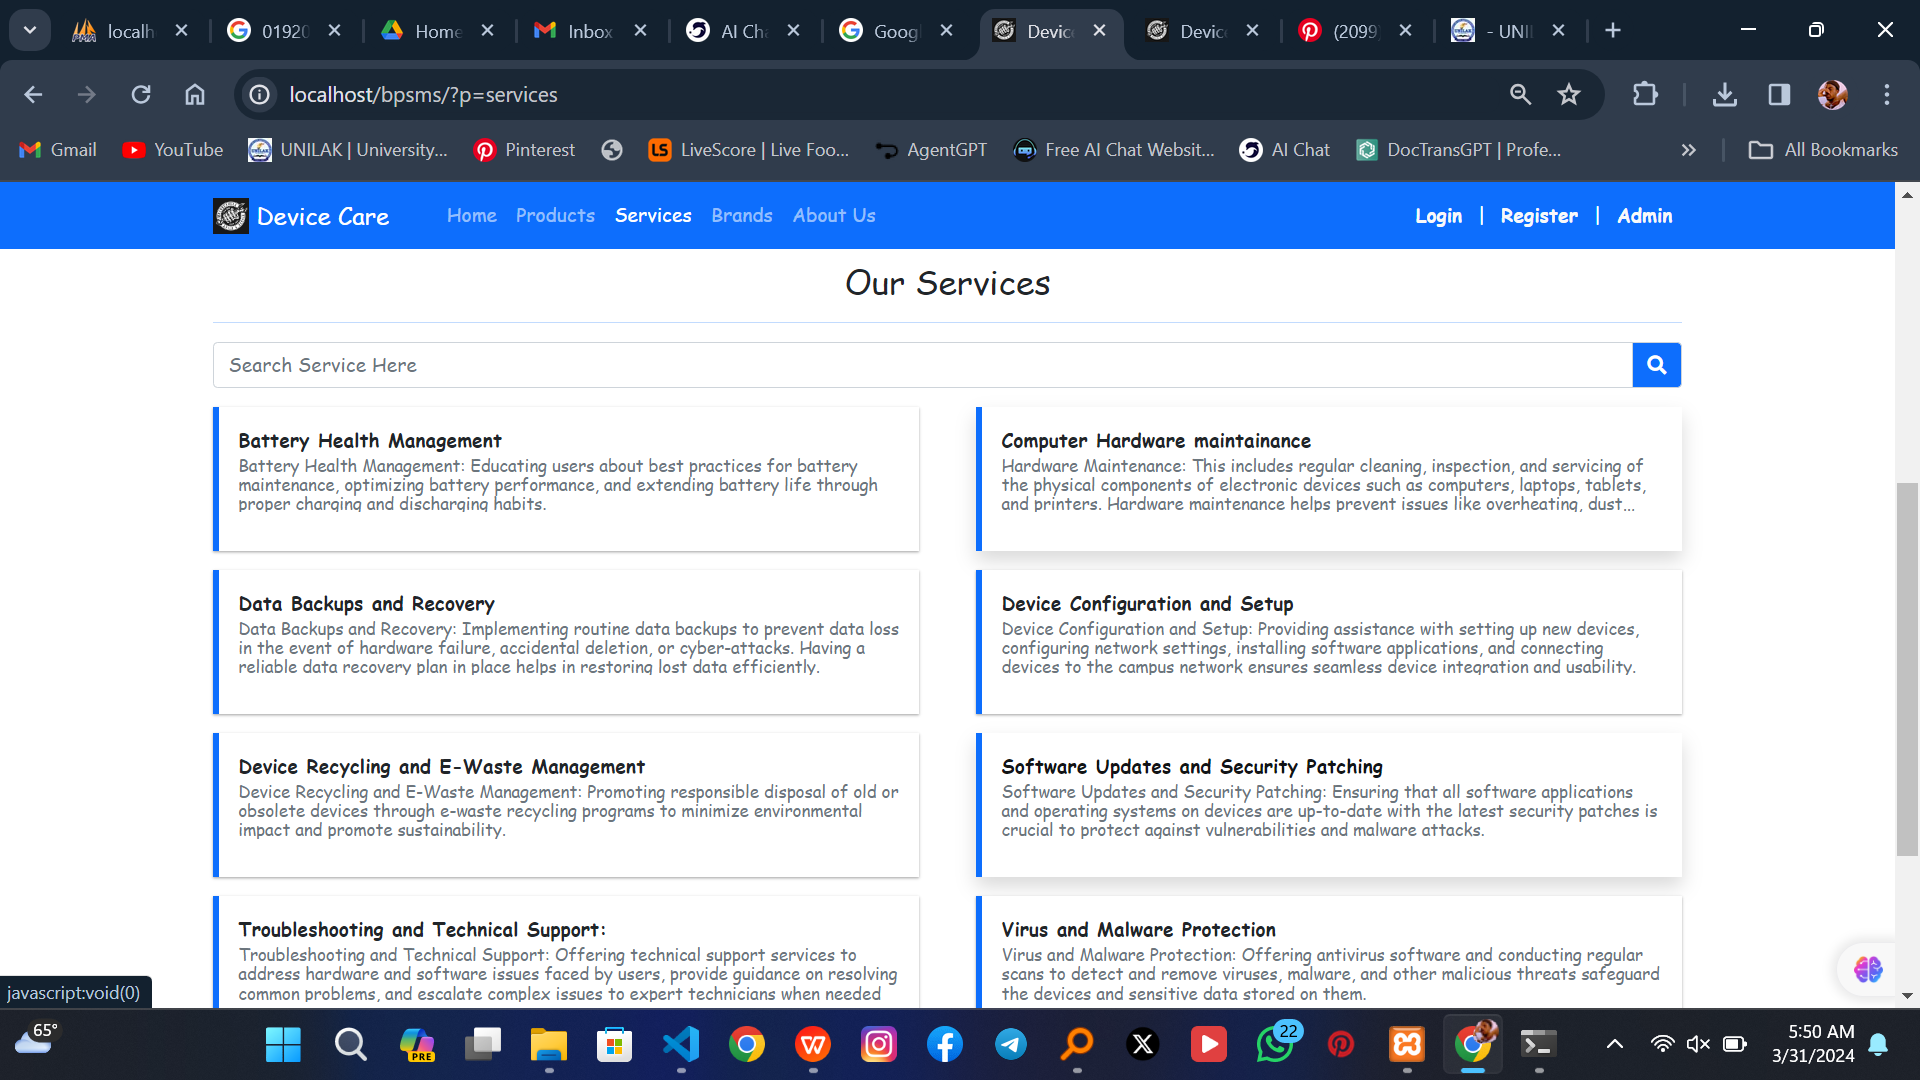 localh
01920
Home
Inbox
AI Cha
Googl
Device
Device
(2099)
- UNIL
localhost/bpsms/?p=services
Gmail
YouTube
UNILAK | University...
Pinterest
LS
LiveScore | Live Foo...
AgentGPT
Free AI Chat Websit...
AI Chat
DocTransGPT | Profe...
All Bookmarks
Device Care
Home
Products
Services
Brands
About Us
Login | Register | Admin
Our Services
Search Service Here
Battery Health Management
Battery Health Management: Educating users about best practices for battery
maintenance, optimizing battery performance, and extending battery life through
proper charging and discharging habits.
Computer Hardware maintainance
Hardware Maintenance: This includes regular cleaning, inspection, and servicing of
the physical components of electronic devices such as computers, laptops, tablets,
and printers. Hardware maintenance helps prevent issues like overheating, dust...
Data Backups and Recovery
Data Backups and Recovery: Implementing routine data backups to prevent data loss
in the event of hardware failure, accidental deletion, or cyber-attacks. Having a
reliable data recovery plan in place helps in restoring lost data efficiently.
Device Configuration and Setup
Device Configuration and Setup: Providing assistance with setting up new devices,
configuring network settings, installing software applications, and connecting
devices to the campus network ensures seamless device integration and usability.
Device Recycling and E-Waste Management
Device Recycling and E-Waste Management: Promoting responsible disposal of old or
obsolete devices through e-waste recycling programs to minimize environmental
impact and promote sustainability.
Software Updates and Security Patching
Software Updates and Security Patching: Ensuring that all software applications
and operating systems on devices are up-to-date with the latest security patches is
crucial to protect against vulnerabilities and malware attacks.
Troubleshooting and Technical Support:
Troubleshooting and Technical Support: Offering technical support services to
address hardware and software issues faced by users, provide guidance on resolving
common problems, and escalate complex issues to expert technicians when needed
Virus and Malware Protection
Virus and Malware Protection: Offering antivirus software and conducting regular
scans to detect and remove viruses, malware, and other malicious threats safeguard
the devices and sensitive data stored on them.
javascript:void(0)
65°
PRE
22
5:50 AM
3/31/2024